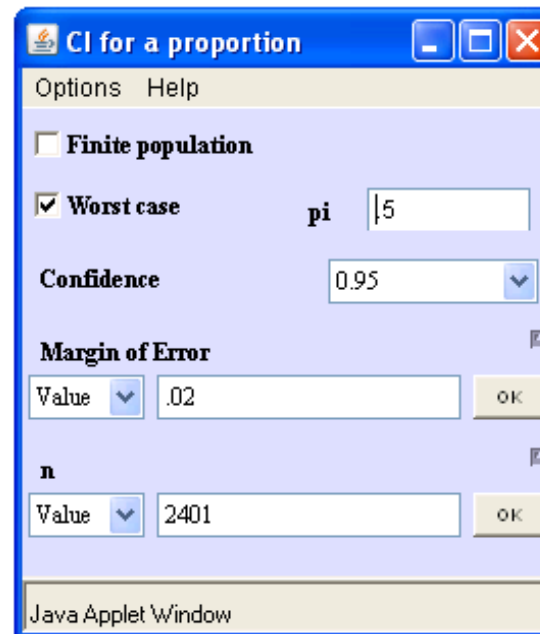 CI for a proportion
Options Help
Finite population
Worst case pi .5
Confidence 0.95
Margin of Error
Value .02 OK
n
Value 2401 OK
Java Applet Window